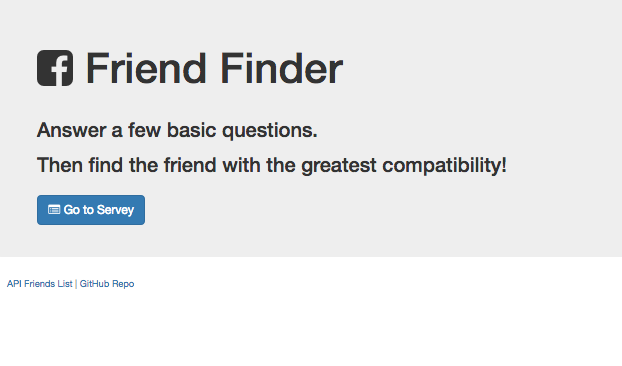 Friend Finder
Answer a few basic questions.
Then find the friend with the greatest compatibility!
Go to Servey
API Friends List | GitHub Repo